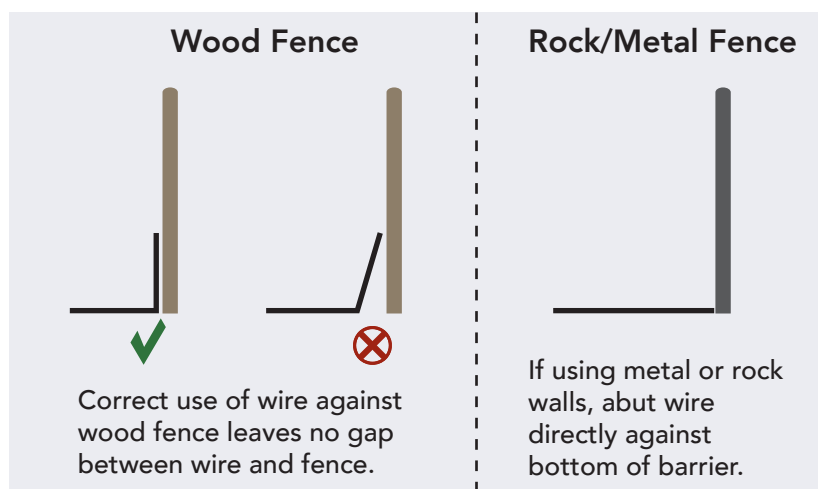 Wood Fence
Correct use of wire against
wood fence leaves no gap
between wire and fence.
Rock/Metal Fence
If using metal or rock
walls, abut wire
directly against
bottom of barrier.